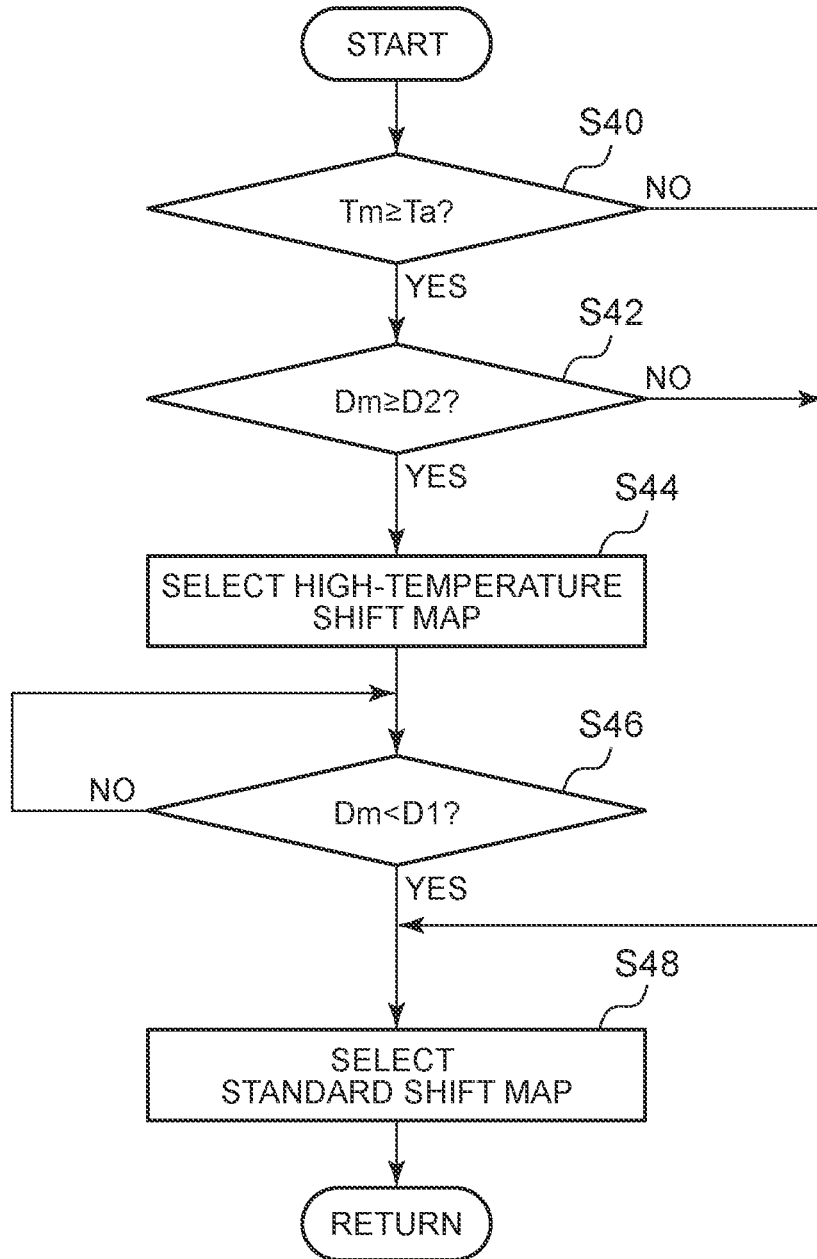 START
S40
Tm≥Ta?
NO
YES
S42
Dm≥D2?
NO
YES
S44
SELECT HIGH-TEMPERATURE
SHIFT MAP
S46
NO
Dm<D1?
YES
S48
SELECT
STANDARD SHIFT MAP
RETURN